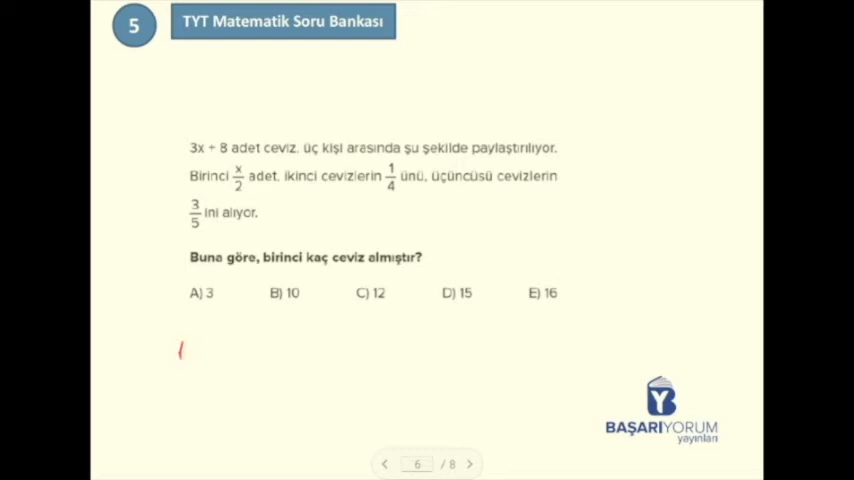 5
TYT Matematik Soru Bankası
3x + 8 adet ceviz, üç kişi arasında şu şekilde paylaştırılıyor.
Birinci x/2 adet, ikinci cevizlerin 1/4 ünü, üçüncüsü cevizlerin
3/5 ini alıyor.
Buna göre, birinci kaç ceviz almıştır?
A) 3 B) 10 C) 12 D) 15 E) 16
BAŞARIYORUM
yayınları
6 / 8